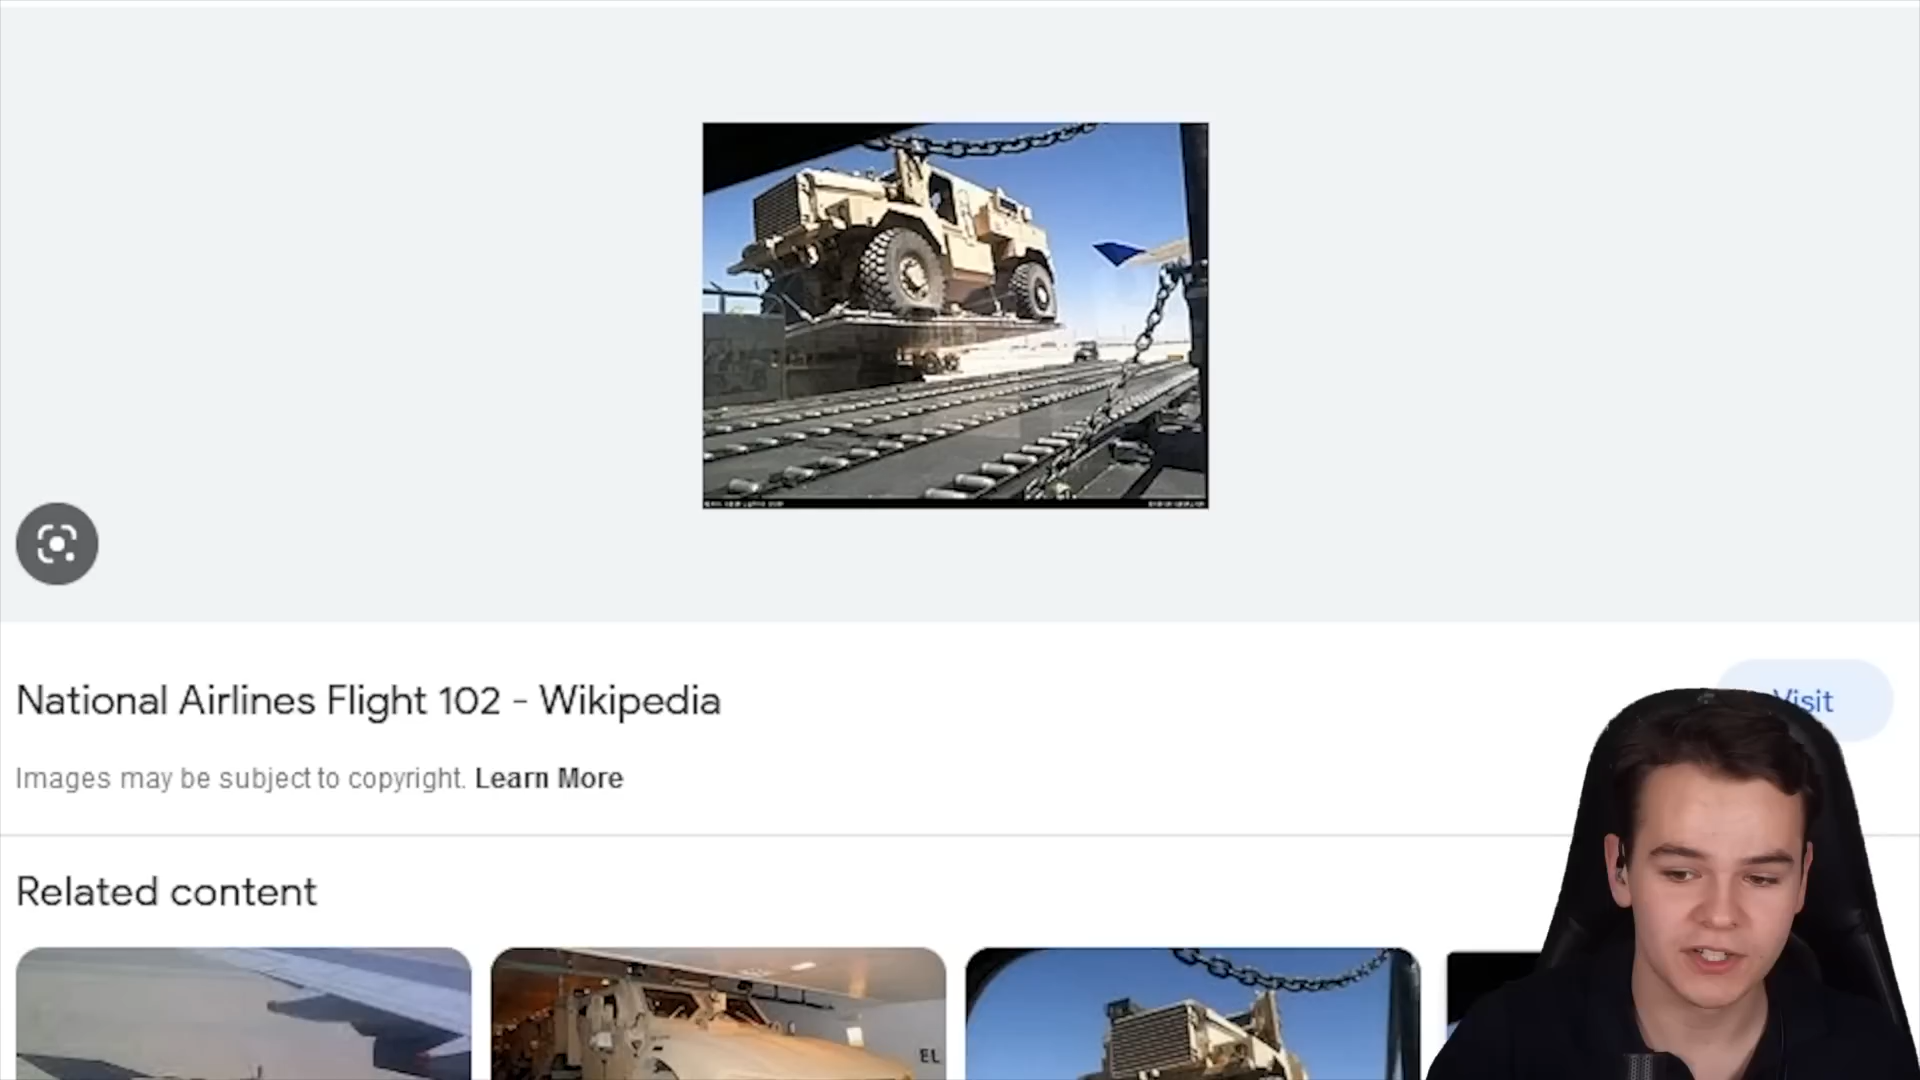 National Airlines Flight 102 - Wikipedia
Visit
Images may be subject to copyright. Learn More
Related content
EL